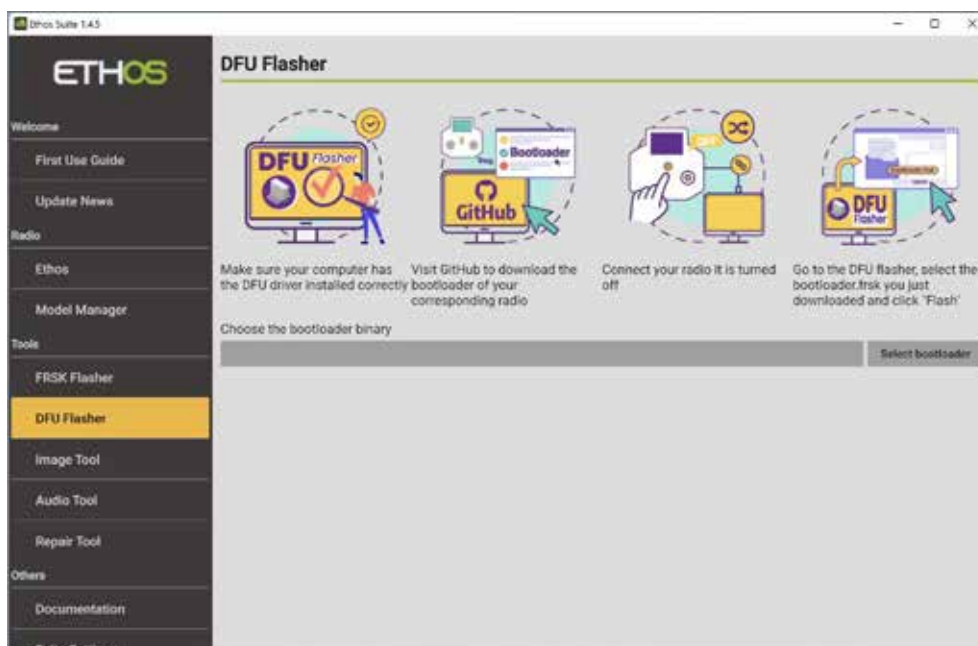 Ethos Suite 1.4.5
ETHOS
Welcome
First Use Guide
Update News
Radio
Ethos
Model Manager
Tools
FRSK Flasher
DFU Flasher
Image Tool
Audio Tool
Repair Tool
Others
Documentation
DFU Flasher
DFU Flasher
Bootloader
GitHub
DFU
Flasher
Make sure your computer has
the DFU driver installed correctly
Visit GitHub to download the
bootloader of your
corresponding radio
Connect your radio it is turned
off
Go to the DFU flasher, select the
bootloader.frsk you just
downloaded and click 'Flash'
Choose the bootloader binary
Select bootloader